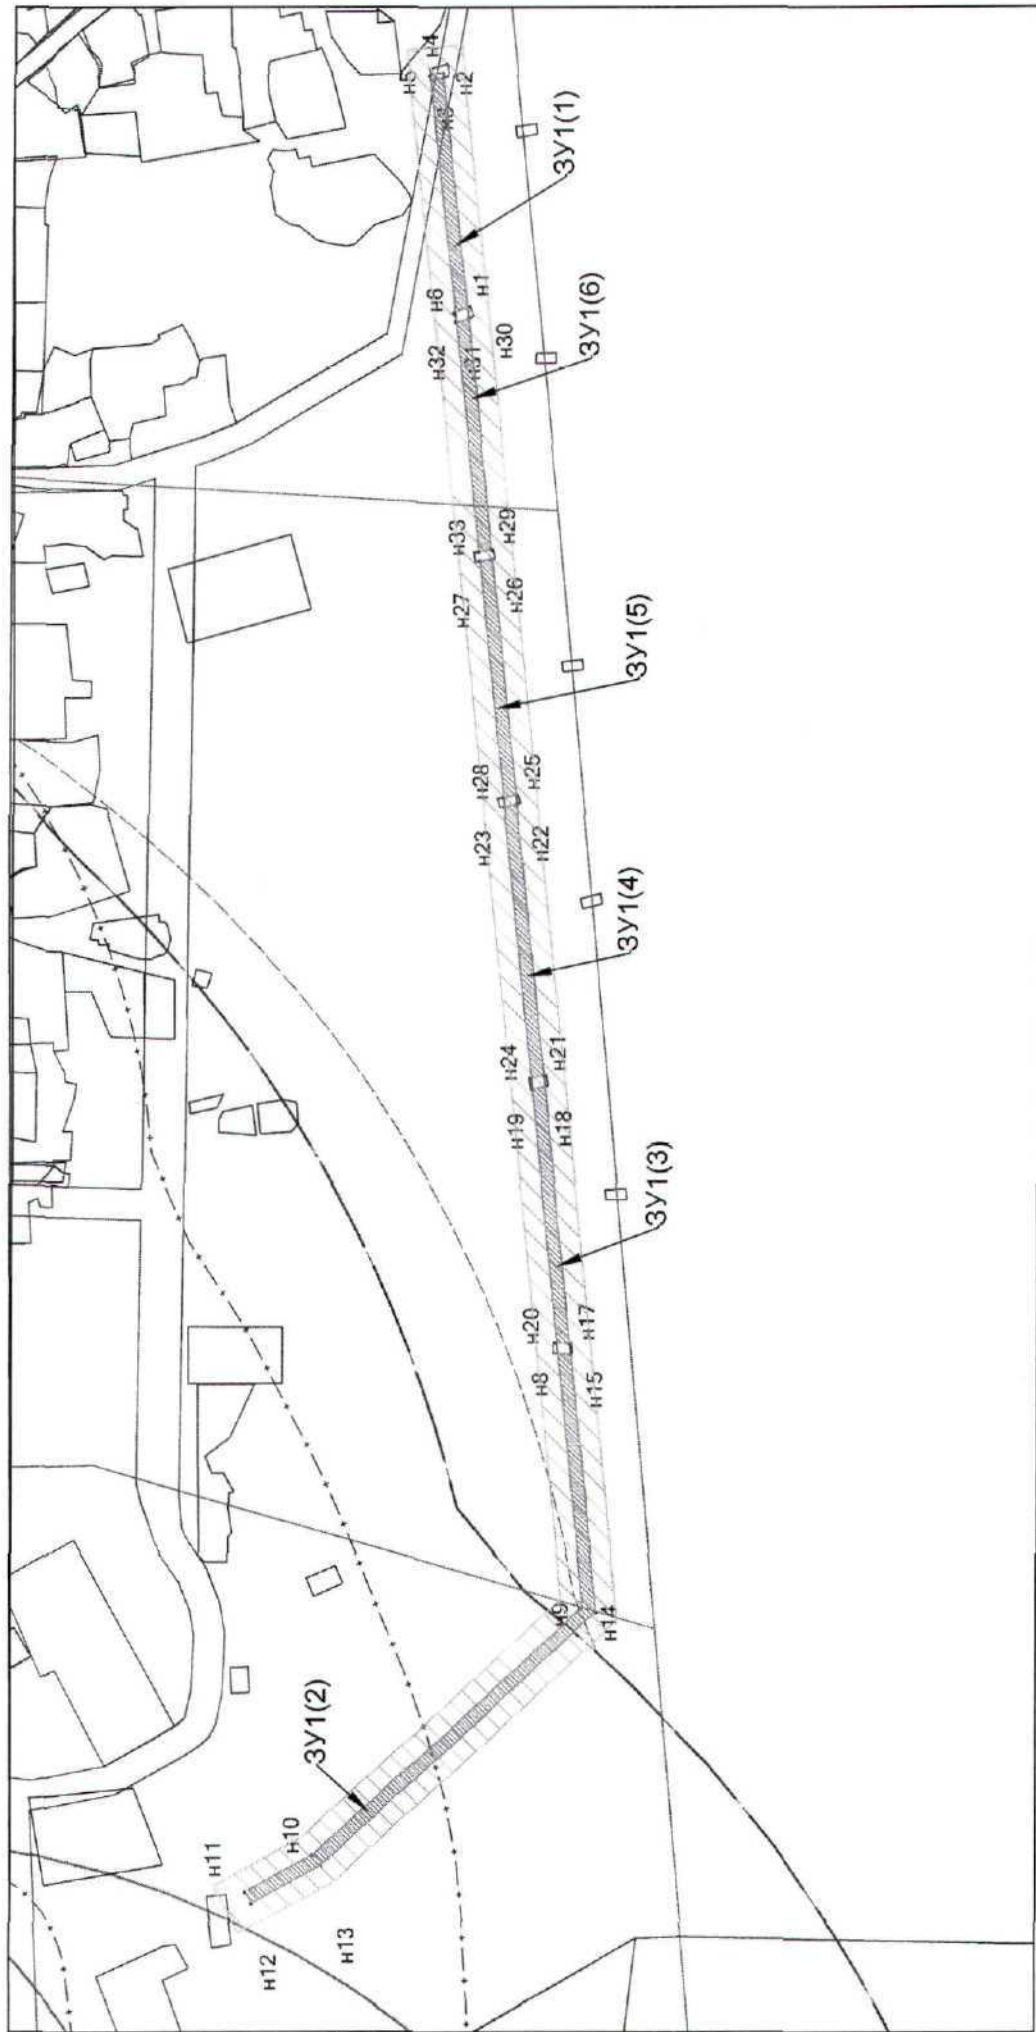 н4
н5
н2
н3
ЗУ1(1)
н6
н1
ЗУ1(6)
н32
н31
н30
н33
н29
н27
н26
ЗУ1(5)
н28
н25
н23
н22
ЗУ1(4)
н24
н21
н19
н18
ЗУ1(3)
н20
н17
н8
н15
н9
н14
ЗУ1(2)
н10
н11
н12
н13